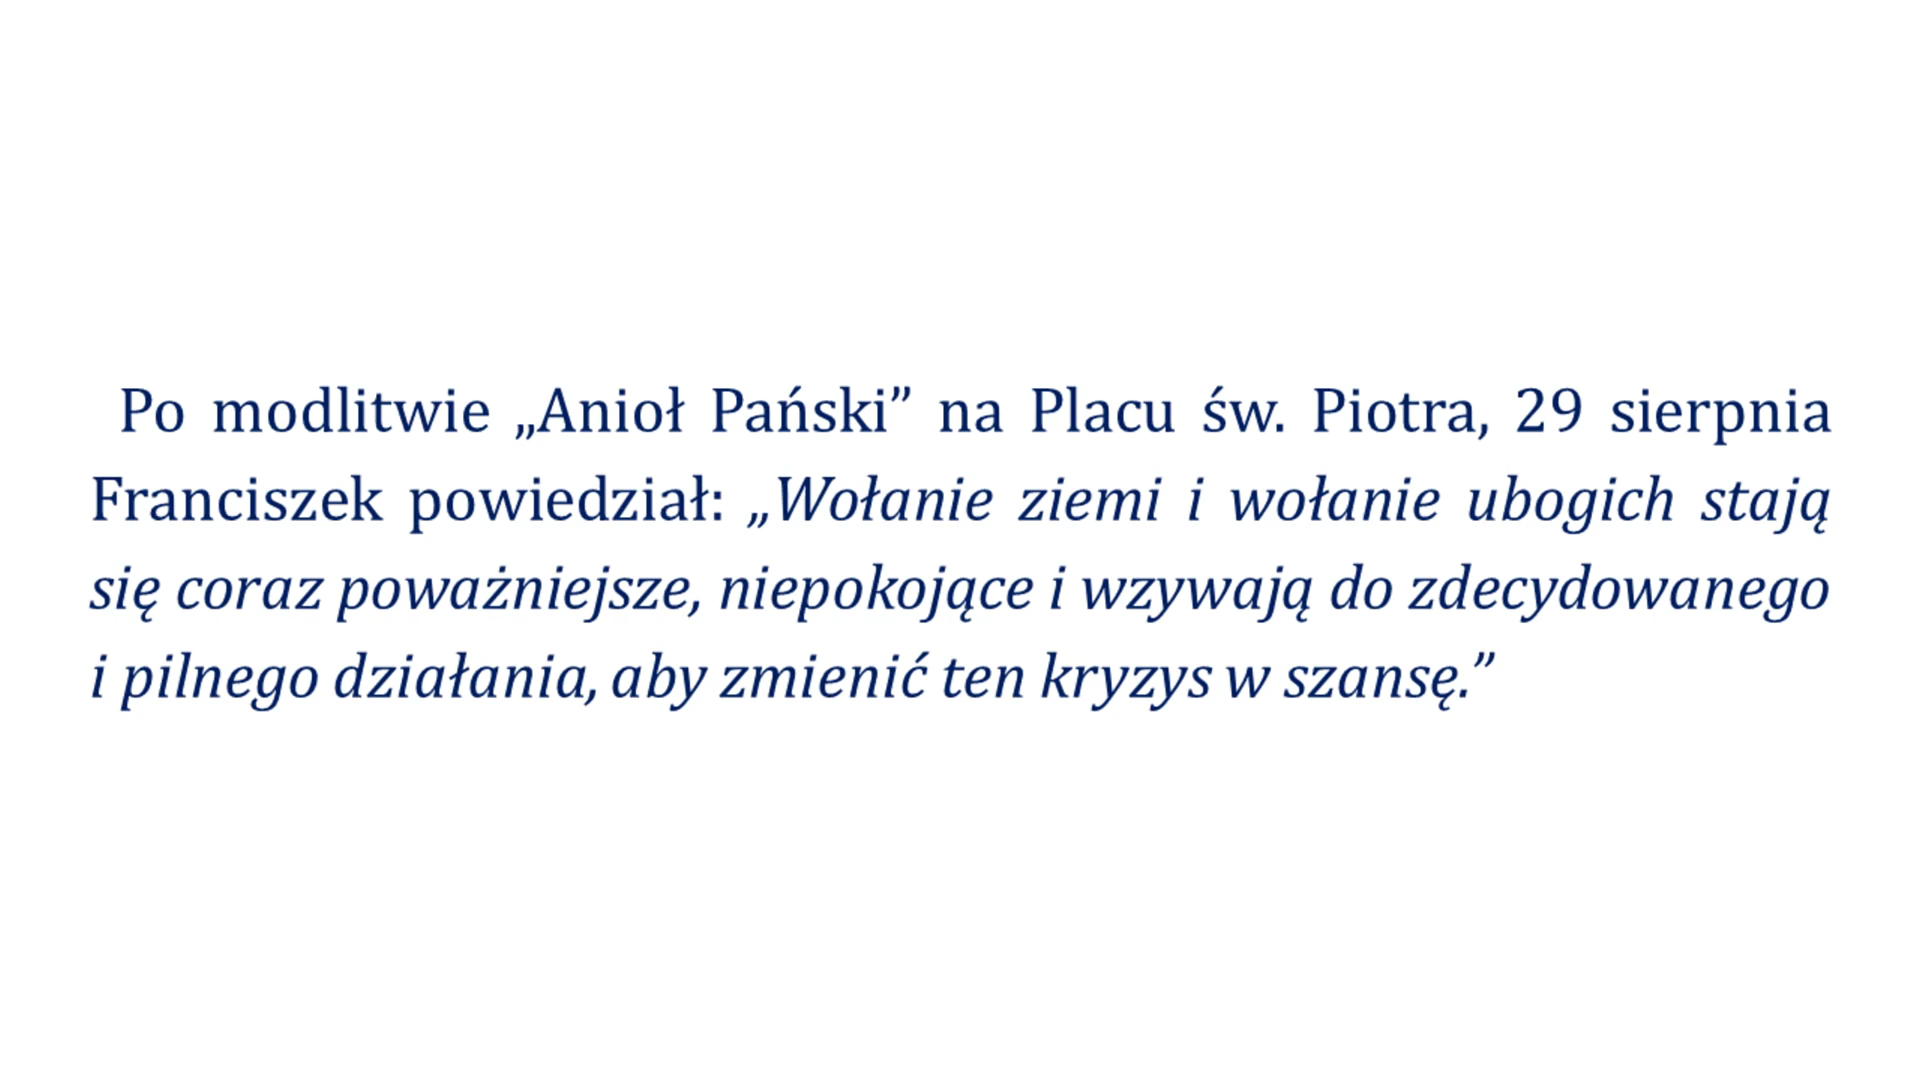 Po modlitwie „Anioł Pański” na Placu św. Piotra, 29 sierpnia
Franciszek powiedział: „Wołanie ziemi i wołanie ubogich stają
się coraz poważniejsze, niepokojące i wzywają do zdecydowanego
i pilnego działania, aby zmienić ten kryzys w szansę.”